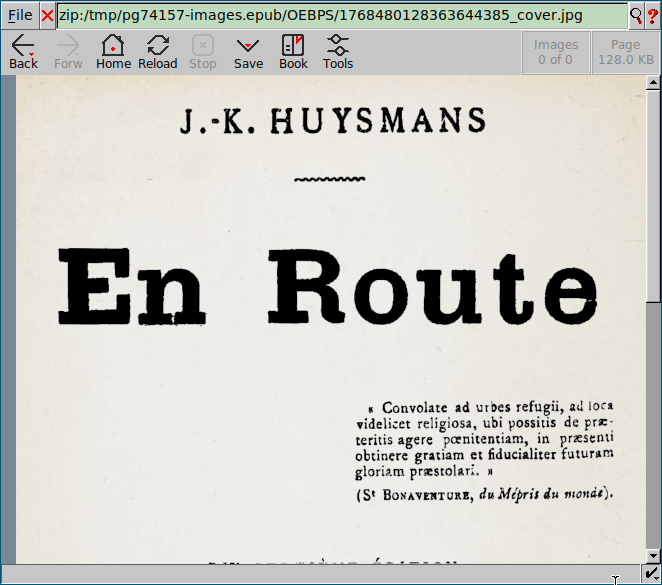 File
zip:/tmp/pg74157-images.epub/OEBPS/1768480128363644385_cover.jpg
?
Back Forw Home Reload Stop Save Book Tools
Images
0 of 0
Page
128.0 KB
J.-K. HUYSMANS
En Route
« Convolate ad urbes refugii, ad loca
videlicet religiosa, ubi possitis de præ-
teritis agere pœnitentiam, in præsenti
obtinere gratiam et fiducialiter futuram
gloriam præstolari. »
(Sᵗ BONAVENTURE, du Mépris du monde).